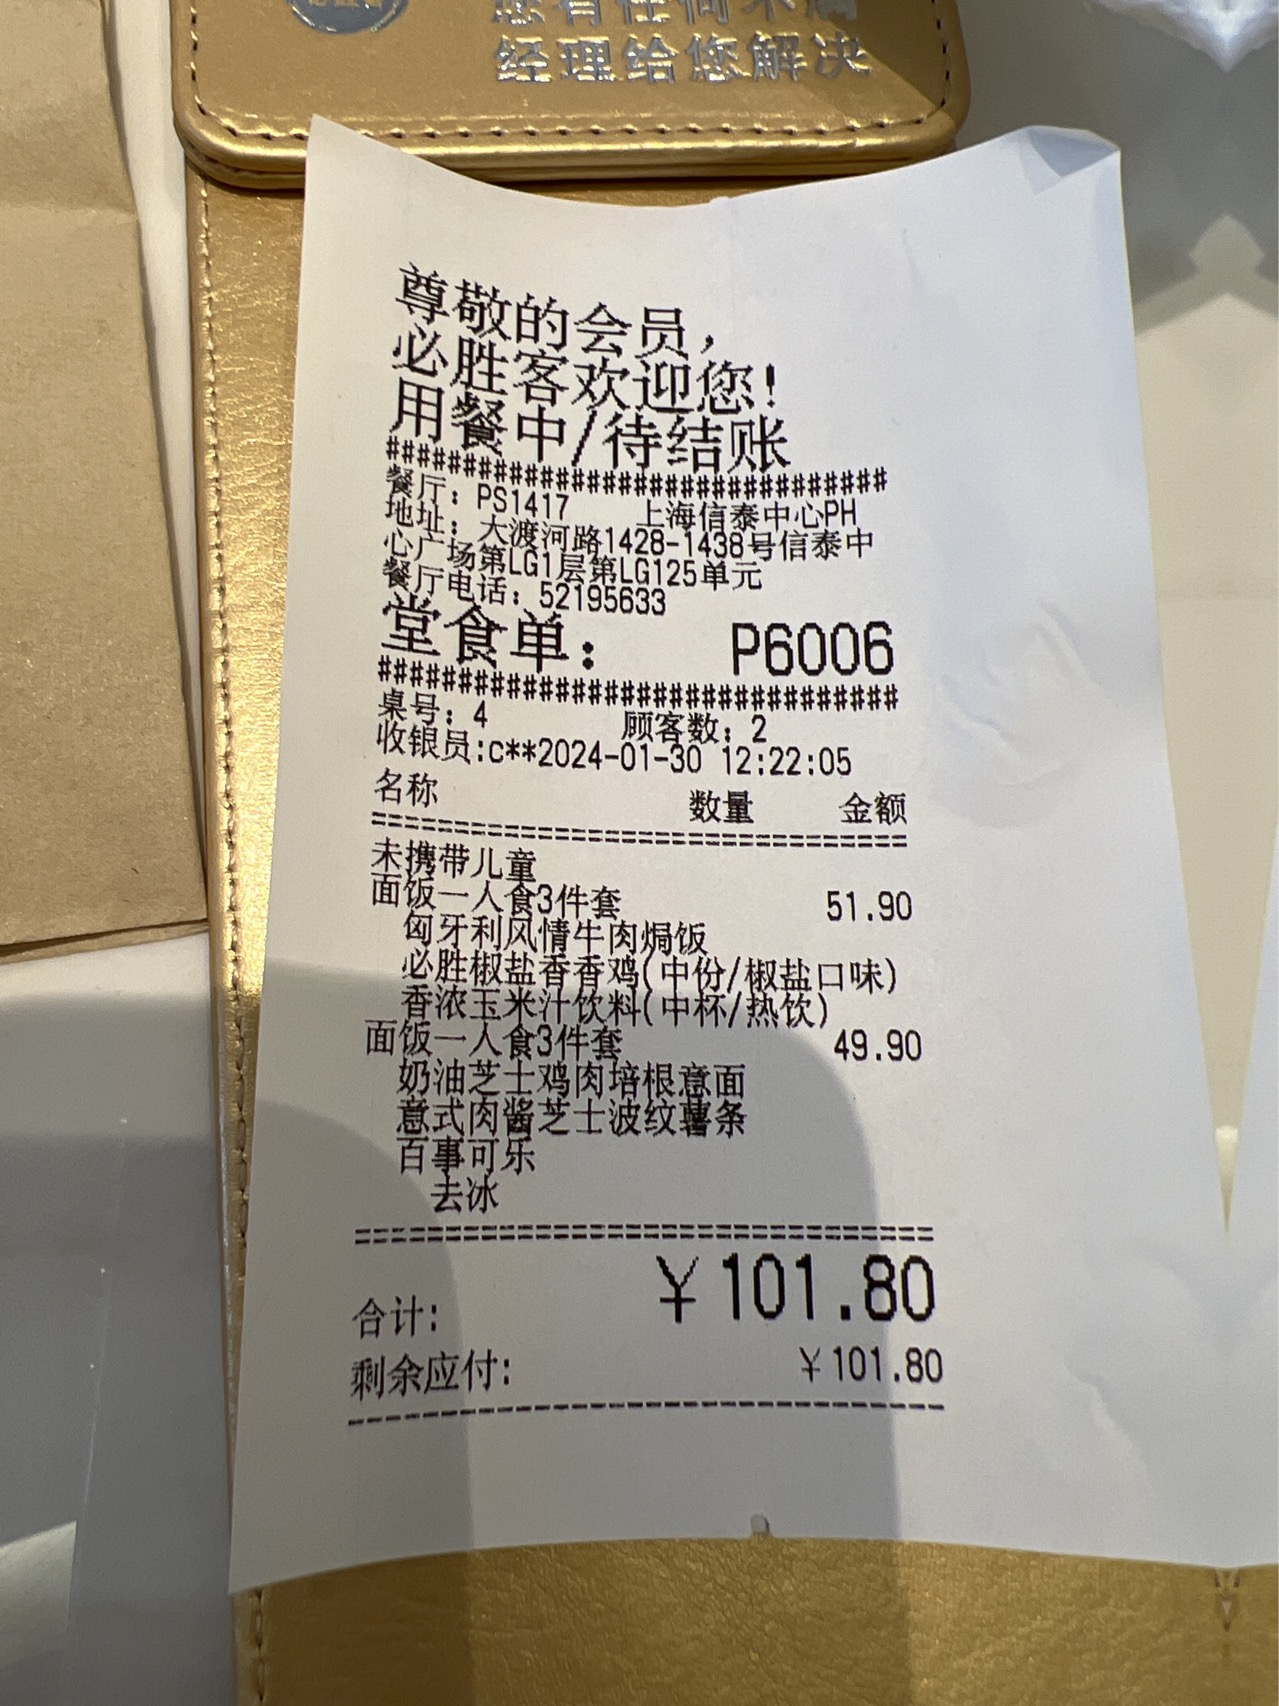 您有任何不满
经理给您解决
尊敬的会员,
必胜客欢迎您!
用餐中/待结账
################################
餐厅: PS1417 上海信泰中心PH
地址: 大渡河路1428-1438号信泰中
心广场第LG1层第LG125单元
餐厅电话: 52195633
堂食单: P6006
################################
桌号: 4 顾客数: 2
收银员:c**2024-01-30 12:22:05
名称 数量 金额
================================
未携带儿童
面饭一人食3件套 51.90
匈牙利风情牛肉焗饭
必胜椒盐香香鸡(中份/椒盐口味)
香浓玉米汁饮料(中杯/热饮)
面饭一人食3件套 49.90
奶油芝士鸡肉培根意面
意式肉酱芝士波纹薯条
百事可乐
去冰
================================
合计: ¥101.80
剩余应付: ¥101.80
--------------------------------